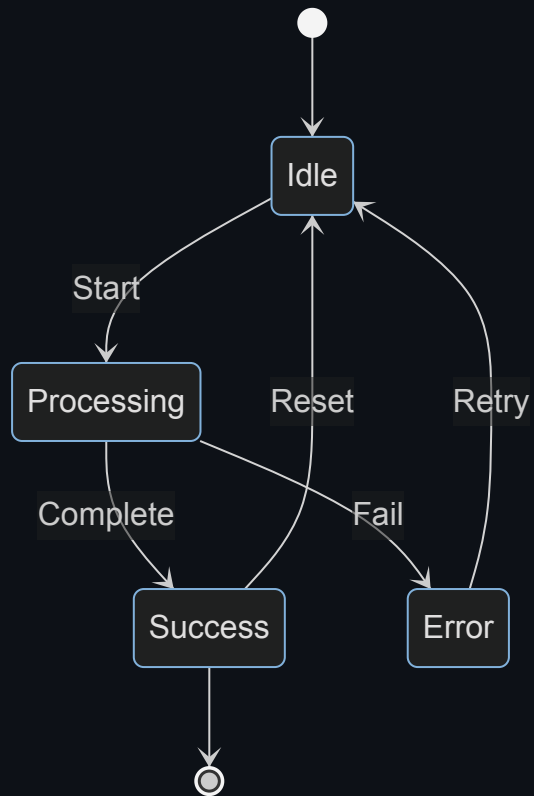 Idle
Start
Processing
Reset
Retry
Complete
Fail
Success
Error